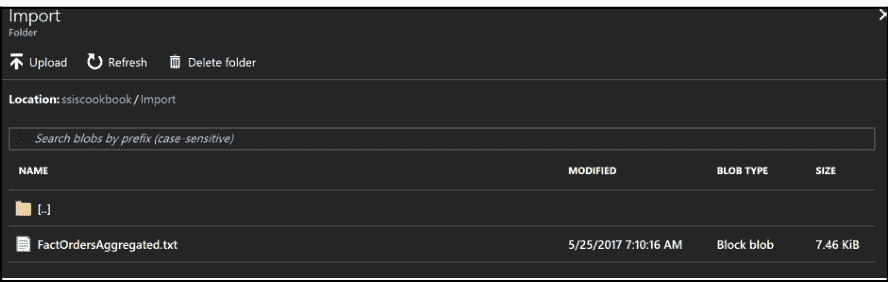 Import
Folder
Upload Refresh Delete folder
Location: ssiscookbook / Import
Search blobs by prefix (case-sensitive)
NAME MODIFIED BLOB TYPE SIZE
[..]
FactOrdersAggregated.txt 5/25/2017 7:10:16 AM Block blob 7.46 KiB